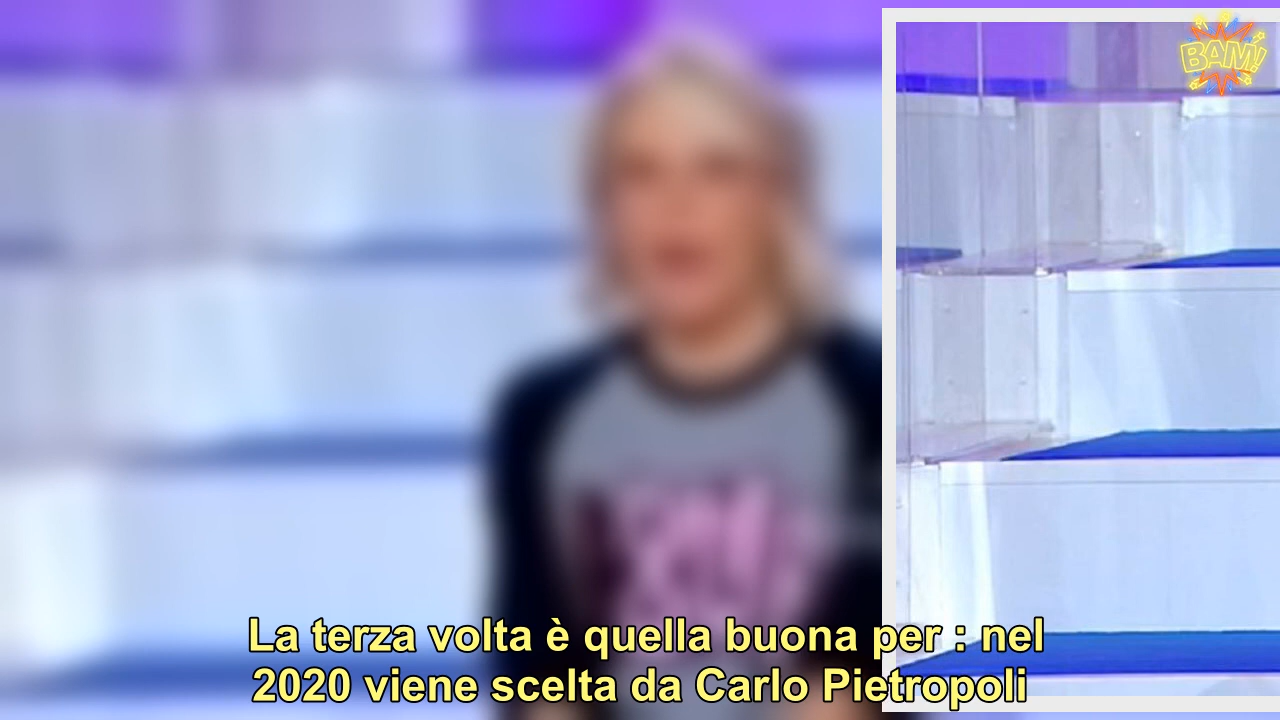 BAM!
La terza volta è quella buona per : nel
2020 viene scelta da Carlo Pietropoli